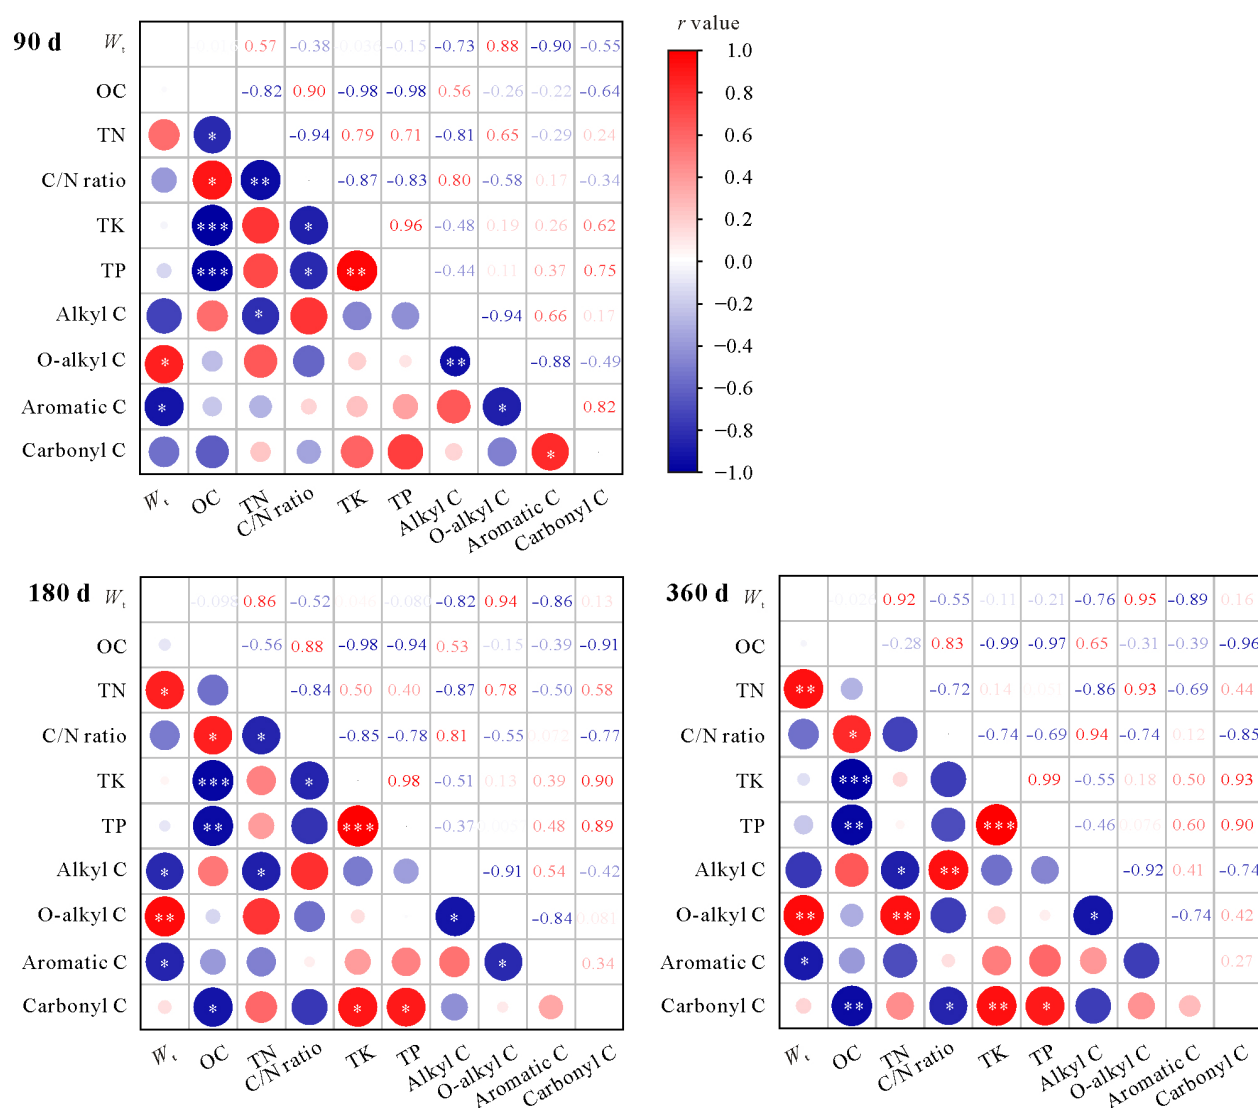 r value
90 d
Wt 0.57 −0.38 −0.15 −0.73 0.88 −0.90 −0.55
OC −0.82 0.90 −0.98 −0.98 0.56 −0.26 −0.22 −0.64
TN * −0.94 0.79 0.71 −0.81 0.65 −0.29 0.24
C/N ratio * ** −0.87 −0.83 0.80 −0.58 0.17 −0.34
TK *** * 0.96 −0.48 0.19 0.26 0.62
TP *** * ** −0.44 0.11 0.37 0.75
Alkyl C * −0.94 0.66 0.17
O-alkyl C * ** −0.88 −0.49
Aromatic C * * 0.82
Carbonyl C *
Wt OC TN C/N ratio TK TP Alkyl C O-alkyl C Aromatic C Carbonyl C
1.0
0.8
0.6
0.4
0.2
0.0
−0.2
−0.4
−0.6
−0.8
−1.0
180 d
Wt −0.098 0.86 −0.52 0.046 −0.080 −0.82 0.94 −0.86 0.13
OC −0.56 0.88 −0.98 −0.94 0.53 −0.15 −0.39 −0.91
TN * −0.84 0.50 0.40 −0.87 0.78 −0.50 0.58
C/N ratio * * −0.85 −0.78 0.81 −0.55 0.072 −0.77
TK *** * 0.98 −0.51 0.13 0.39 0.90
TP ** *** −0.37 0.48 0.89
Alkyl C * * −0.91 0.54 −0.42
O-alkyl C ** * −0.84 0.081
Aromatic C * * 0.34
Carbonyl C * * *
Wt OC TN C/N ratio TK TP Alkyl C O-alkyl C Aromatic C Carbonyl C
360 d
Wt 0.92 −0.55 −0.11 −0.21 −0.76 0.95 −0.89 0.16
OC −0.28 0.83 −0.99 −0.97 0.65 −0.31 −0.39 −0.96
TN ** −0.72 0.14 0.051 −0.86 0.93 −0.69 0.44
C/N ratio * −0.74 −0.69 0.94 −0.74 0.12 −0.85
TK *** 0.99 −0.55 0.18 0.50 0.93
TP ** *** −0.46 0.076 0.60 0.90
Alkyl C * ** −0.92 0.41 −0.74
O-alkyl C ** ** * −0.74 0.42
Aromatic C * 0.27
Carbonyl C ** * ** *
Wt OC TN C/N ratio TK TP Alkyl C O-alkyl C Aromatic C Carbonyl C